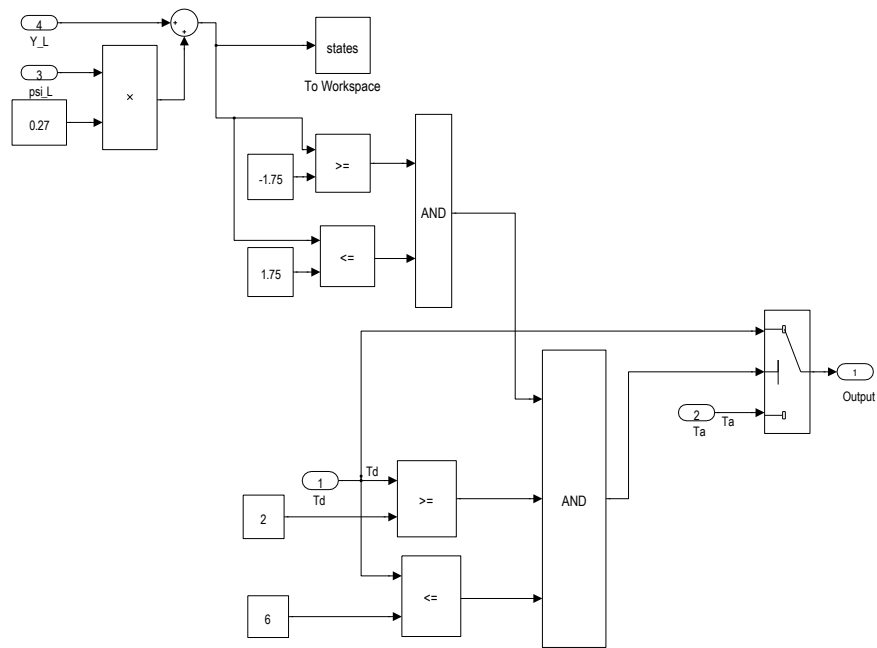 4
Y_L
+
+
states
To Workspace
3
psi_L
×
0.27
>=
-1.75
AND
<=
1.75
1
Output
2
Ta
Ta
1
Td
Td
>=
AND
2
<=
6